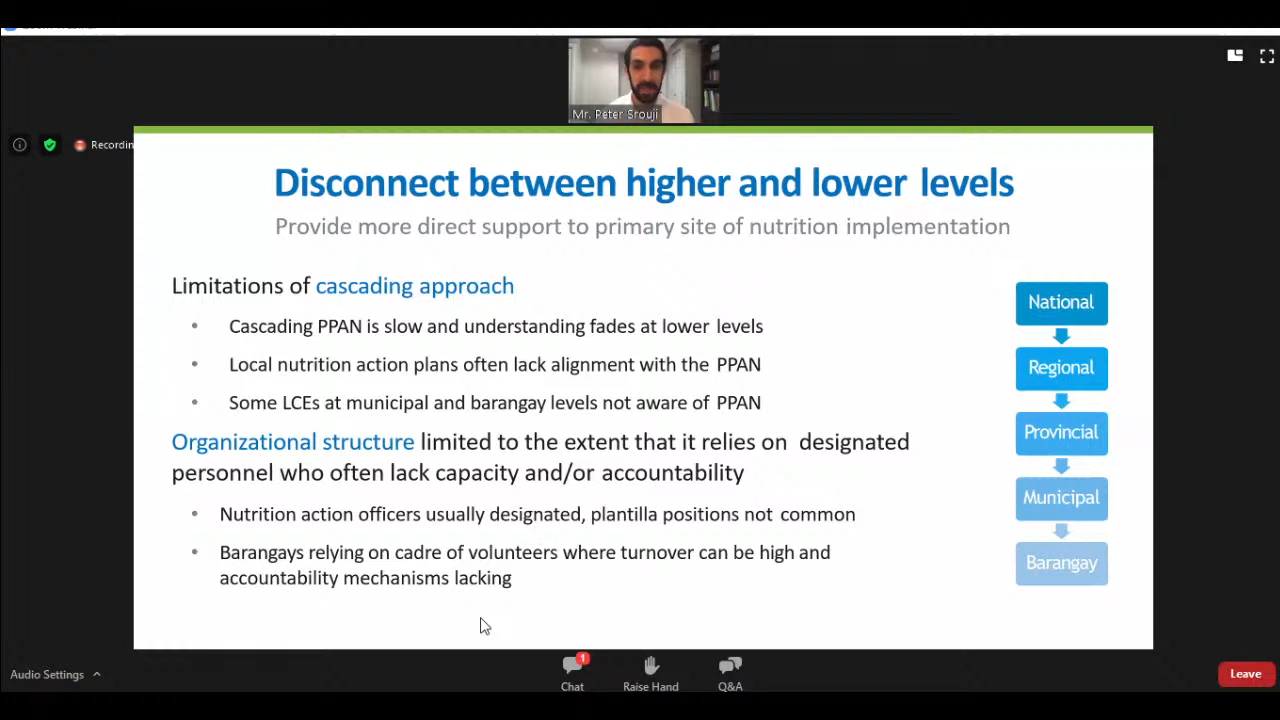 Mr. Peter Srouji
Recordin
Disconnect between higher and lower levels
Provide more direct support to primary site of nutrition implementation
Limitations of cascading approach
• Cascading PPAN is slow and understanding fades at lower levels
• Local nutrition action plans often lack alignment with the PPAN
• Some LCEs at municipal and barangay levels not aware of PPAN
Organizational structure limited to the extent that it relies on designated
personnel who often lack capacity and/or accountability
• Nutrition action officers usually designated, plantilla positions not common
• Barangays relying on cadre of volunteers where turnover can be high and
accountability mechanisms lacking
National
Regional
Provincial
Municipal
Barangay
Audio Settings
1
Chat
Raise Hand
Q&A
Leave